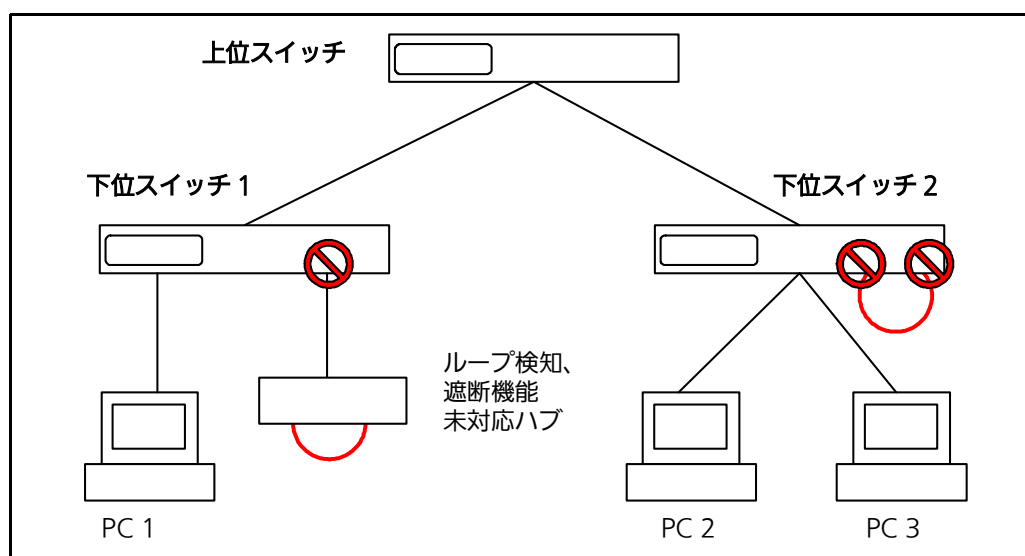 上位スイッチ
下位スイッチ 1
下位スイッチ 2
ループ検知、
遮断機能
未対応ハブ
PC 1
PC 2
PC 3